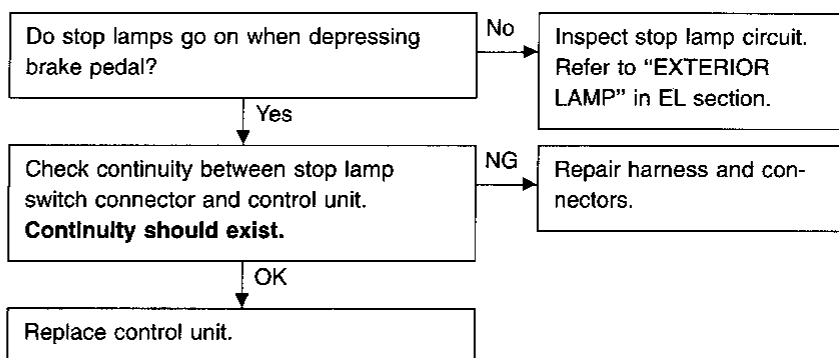 Do stop lamps go on when depressing
brake pedal?
No
Inspect stop lamp circuit.
Refer to “EXTERIOR
LAMP” in EL section.
Yes
Check continuity between stop lamp
switch connector and control unit.
Continuity should exist.
NG
Repair harness and con-
nectors.
OK
Replace control unit.